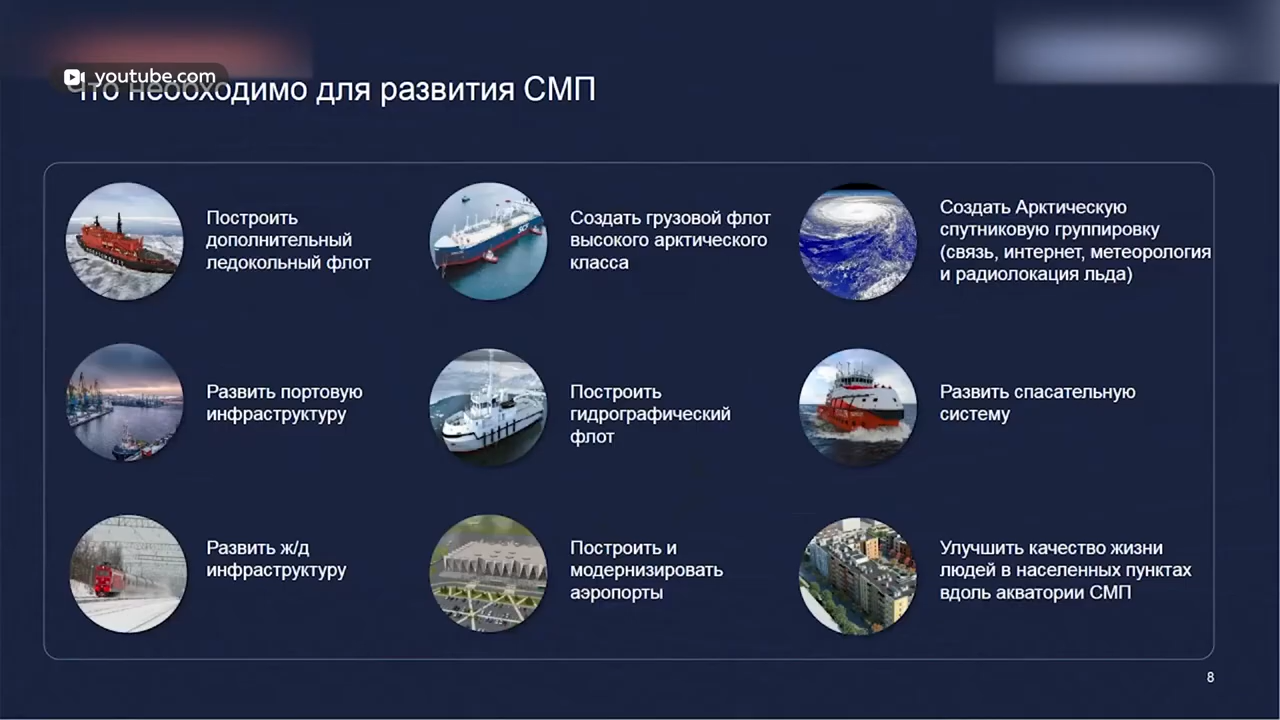 youtube.com
Что необходимо для развития СМП
Построить
дополнительный
ледокольный флот
Создать грузовой флот
высокого арктического
класса
Создать Арктическую
спутниковую группировку
(связь, интернет, метеорология
и радиолокация льда)
Развить портовую
инфраструктуру
Построить
гидрографический
флот
Развить спасательную
систему
Развить ж/д
инфраструктуру
Построить и
модернизировать
аэропорты
Улучшить качество жизни
людей в населенных пунктах
вдоль акватории СМП
8